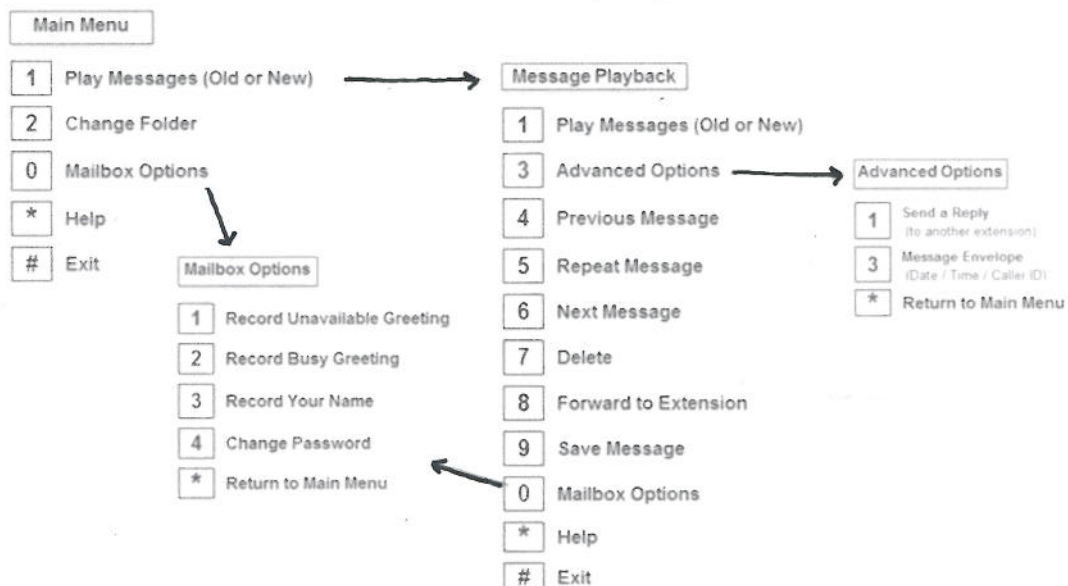 Main Menu
1 Play Messages (Old or New)
2 Change Folder
0 Mailbox Options
* Help
# Exit
Mailbox Options
1 Record Unavailable Greeting
2 Record Busy Greeting
3 Record Your Name
4 Change Password
* Return to Main Menu
Message Playback
1 Play Messages (Old or New)
3 Advanced Options
4 Previous Message
5 Repeat Message
6 Next Message
7 Delete
8 Forward to Extension
9 Save Message
0 Mailbox Options
* Help
# Exit
Advanced Options
1 Send a Reply
(to another extension)
3 Message Envelope
(Date / Time / Caller ID)
* Return to Main Menu